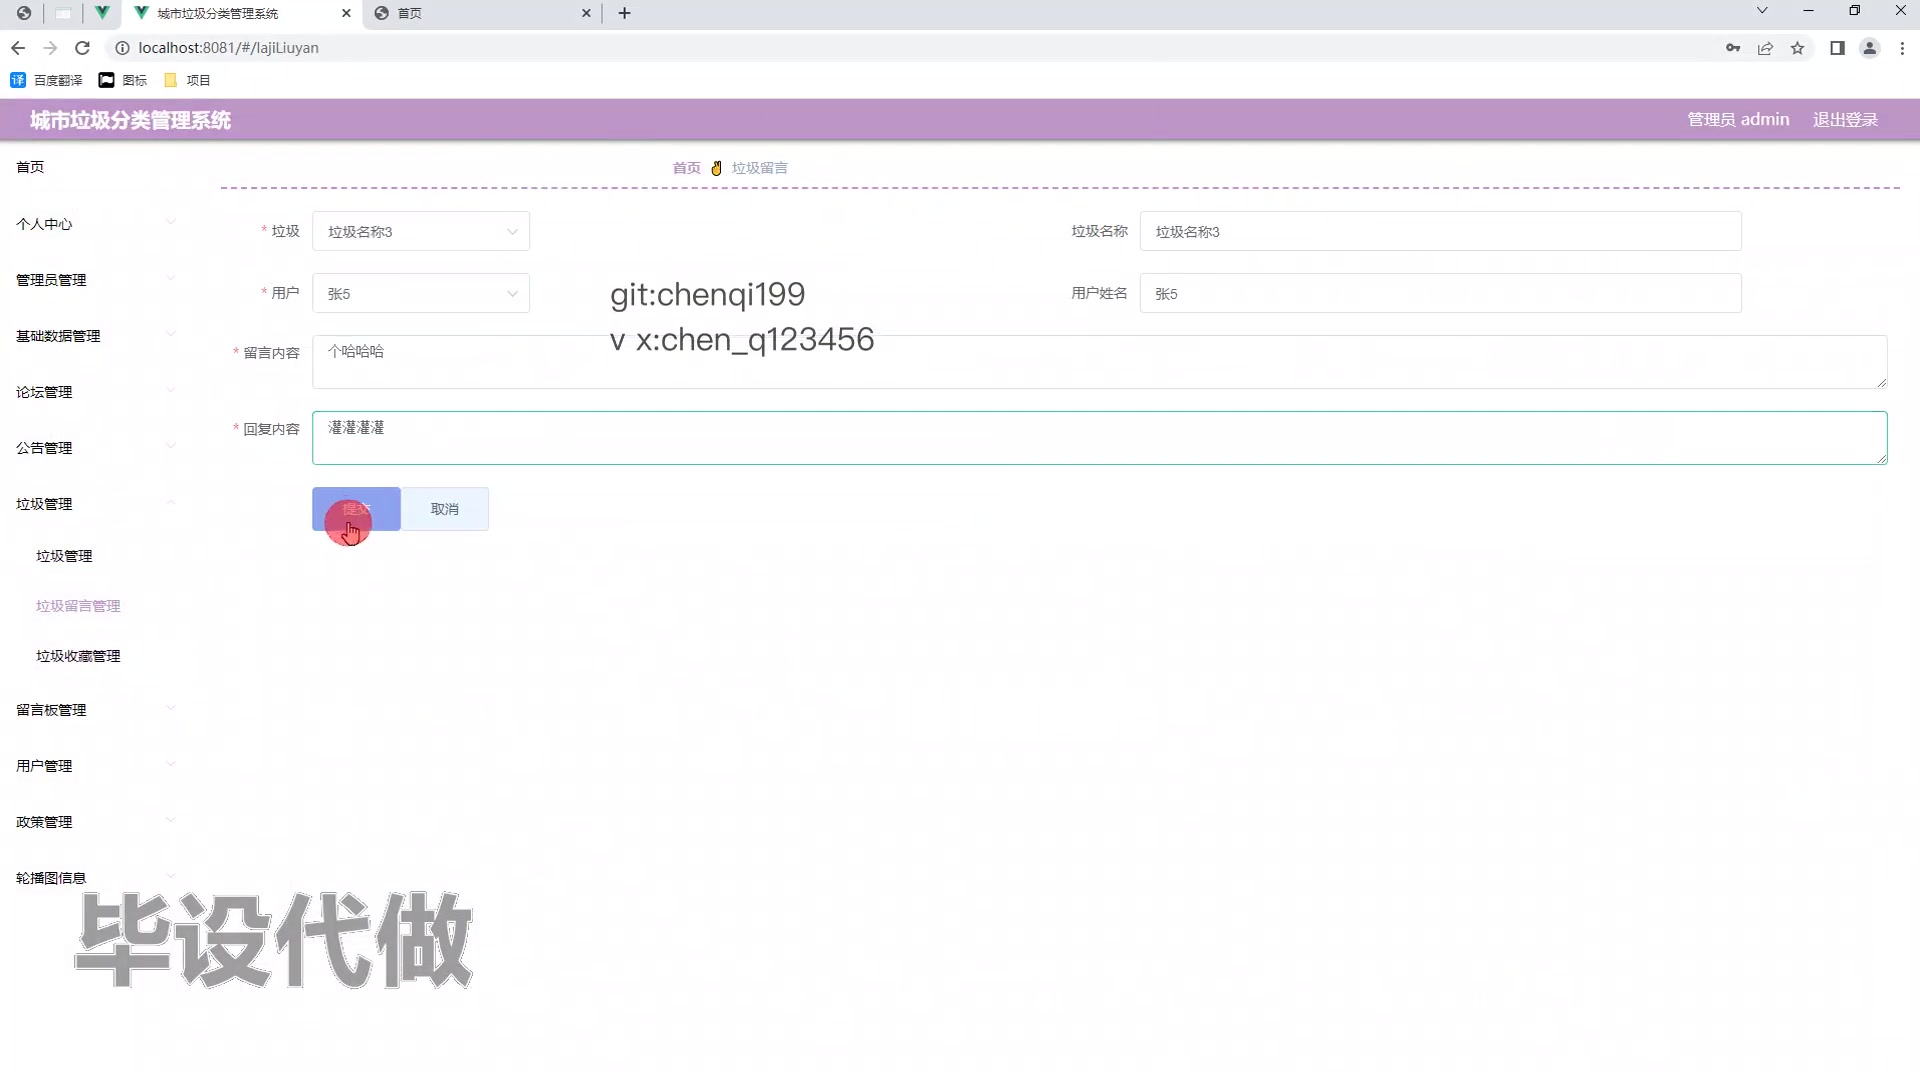 城市垃圾分类管理系统
首页
localhost:8081/#/lajiLiuyan
百度翻译
图标
项目
城市垃圾分类管理系统
管理员 admin
退出登录
首页
个人中心
管理员管理
基础数据管理
论坛管理
公告管理
垃圾管理
垃圾管理
垃圾留言管理
垃圾收藏管理
留言板管理
用户管理
政策管理
轮播图信息
首页 ✌ 垃圾留言
* 垃圾 垃圾名称3
垃圾名称 垃圾名称3
* 用户 张5
用户姓名 张5
git:chenqi199
v x:chen_q123456
* 留言内容 个哈哈哈
* 回复内容 灌灌灌灌
提交
取消
毕设代做